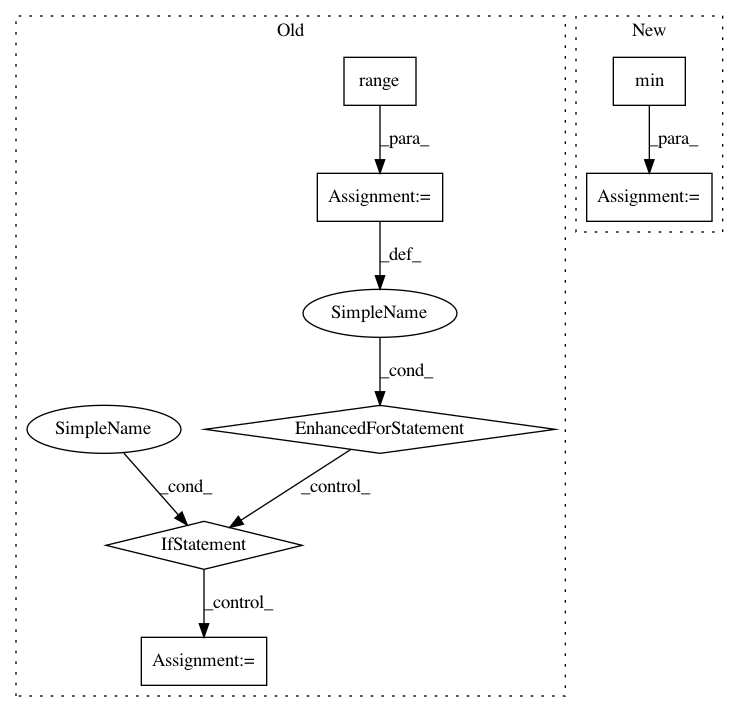 Old
New
range
min
_para_
_para_
Assignment:=
Assignment:=
_def_
SimpleName
_cond_
SimpleName
EnhancedForStatement
_cond_
_control_
IfStatement
_control_
Assignment:=